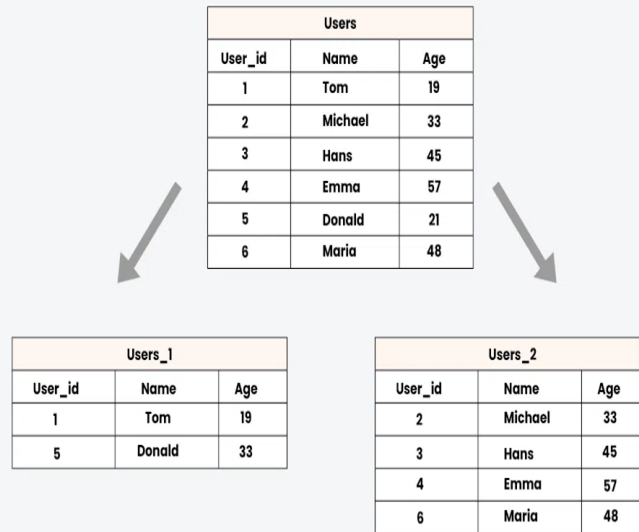 Users
User_id Name Age
1 Tom 19
2 Michael 33
3 Hans 45
4 Emma 57
5 Donald 21
6 Maria 48
Users_1
User_id Name Age
1 Tom 19
5 Donald 33
Users_2
User_id Name Age
2 Michael 33
3 Hans 45
4 Emma 57
6 Maria 48